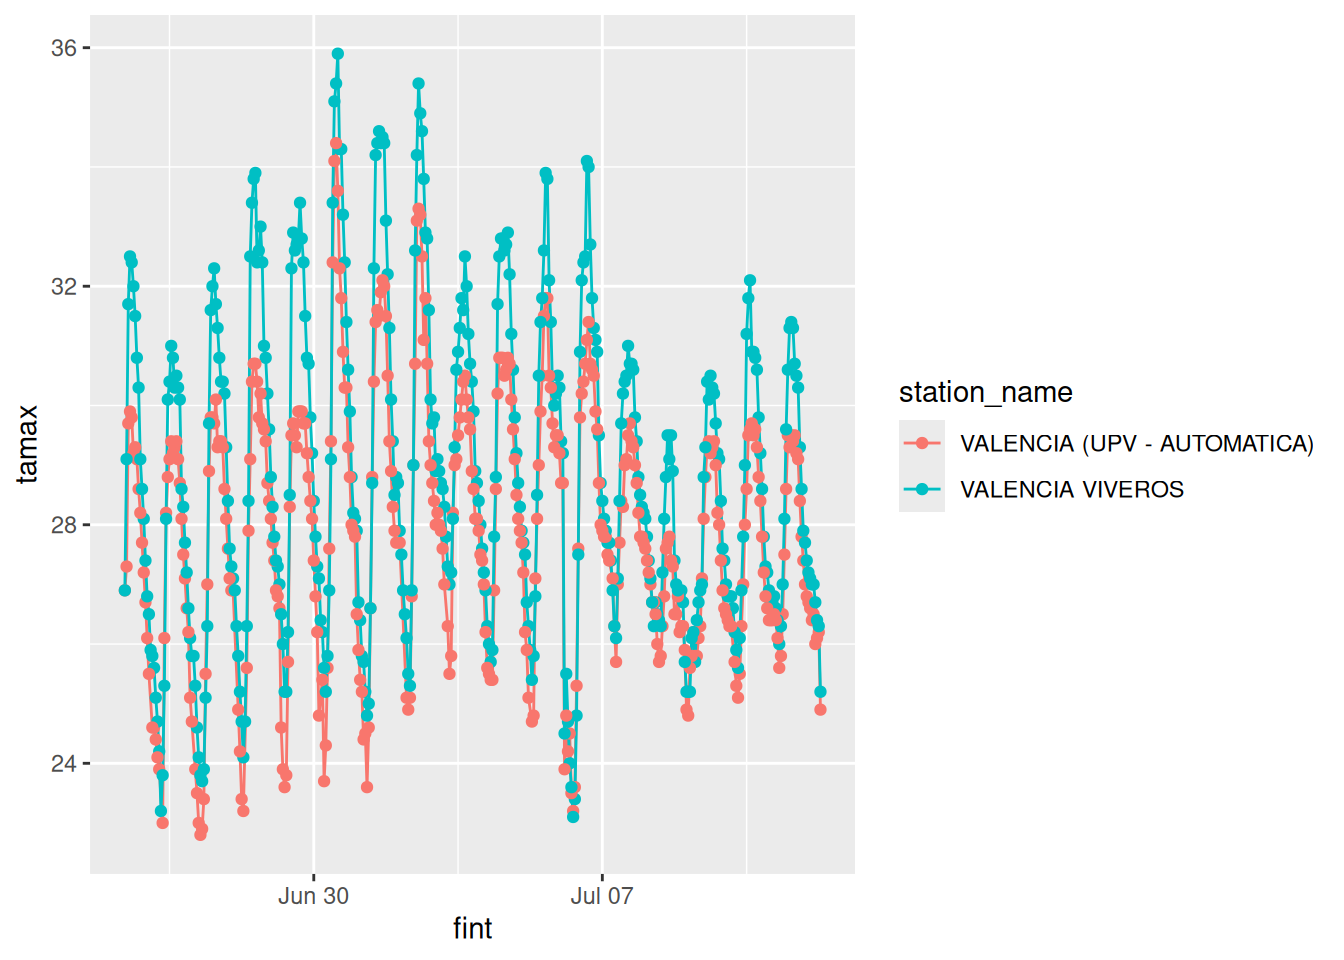 36
32
28
24
tamax
Jun 30
Jul 07
fint
station_name
VALENCIA (UPV - AUTOMATICA)
VALENCIA VIVEROS